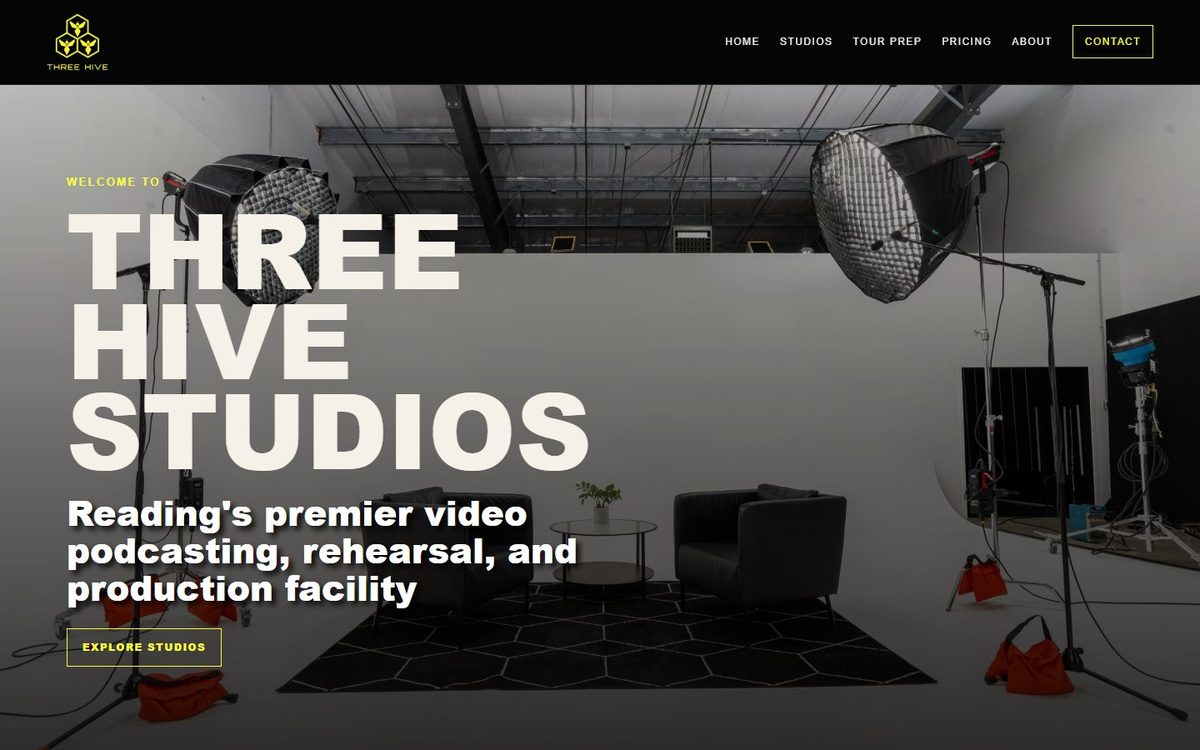 THREE HIVE
HOME
STUDIOS
TOUR PREP
PRICING
ABOUT
CONTACT
WELCOME TO
THREE
HIVE
STUDIOS
Reading's premier video
podcasting, rehearsal, and
production facility
EXPLORE STUDIOS